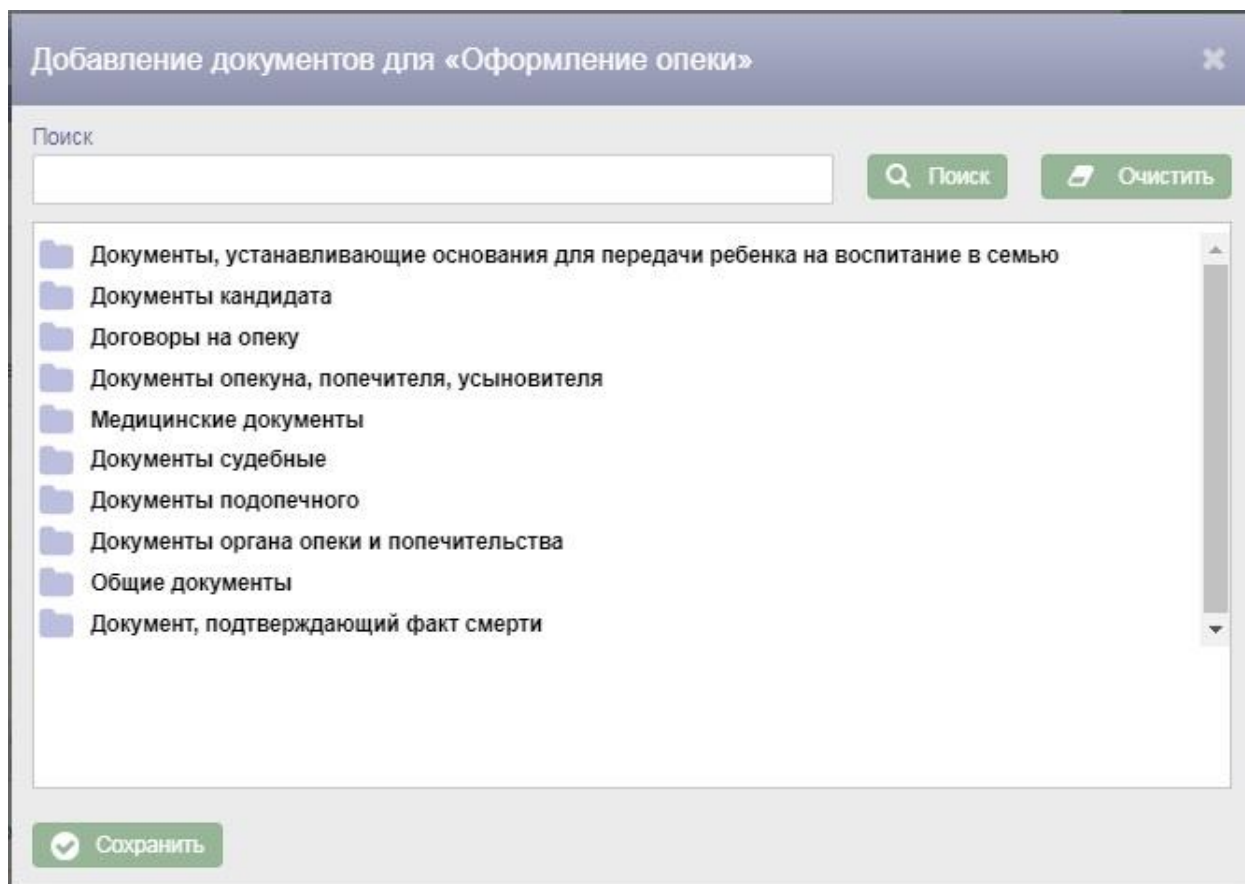 Добавление документов для «Оформление опеки»
Поиск
Поиск
Очистить
Документы, устанавливающие основания для передачи ребенка на воспитание в семью
Документы кандидата
Договоры на опеку
Документы опекуна, попечителя, усыновителя
Медицинские документы
Документы судебные
Документы подопечного
Документы органа опеки и попечительства
Общие документы
Документ, подтверждающий факт смерти
Сохранить